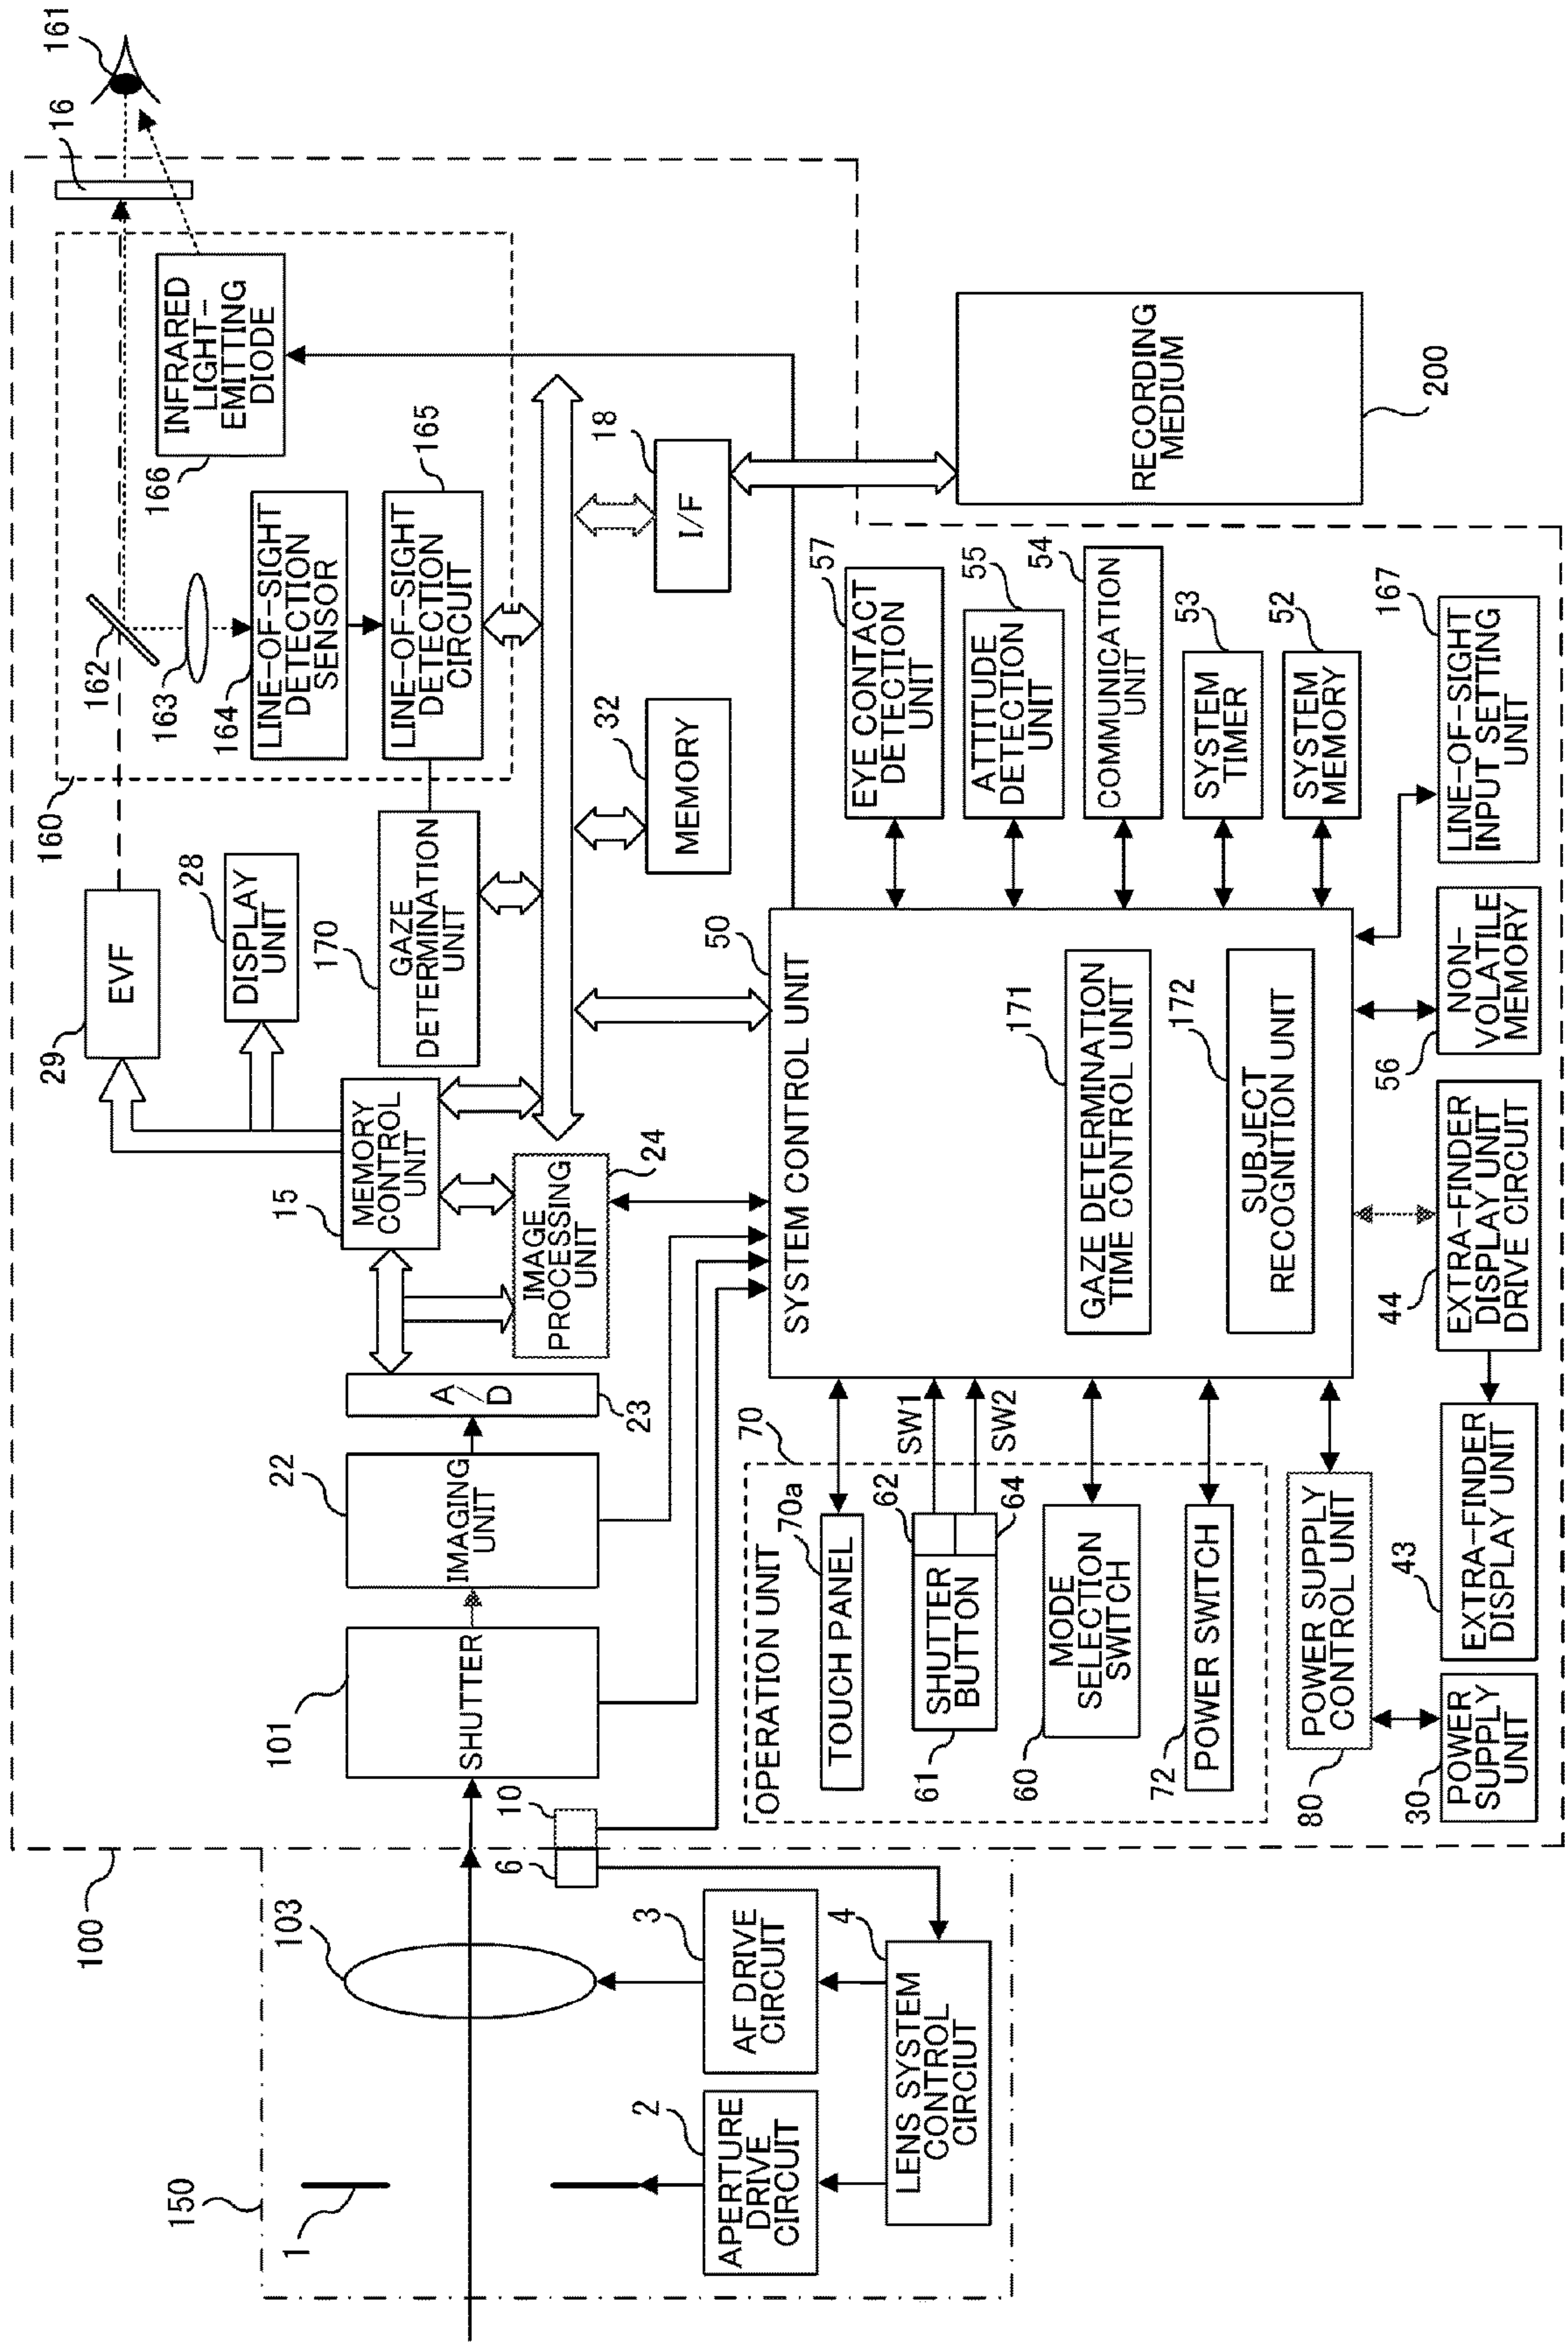 100
150
1
103
APERTURE
DRIVE
CIRCUIT
2
AF DRIVE
CIRCUIT
3
LENS SYSTEM
CONTROL
CIRCIUT
4
6
10
101
SHUTTER
22
IMAGING
UNIT
A/D
23
15
MEMORY
CONTROL
UNIT
IMAGE
PROCESSING
UNIT
24
29
EVF
28
DISPLAY
UNIT
160
170
GAZE
DETERMINATION
UNIT
162
163
164
LINE-OF-SIGHT
DETECTION
SENSOR
LINE-OF-SIGHT
DETECTION
CIRCUIT
165
166
INFRARED
LIGHT-
EMITTING
DIODE
16
161
32
MEMORY
18
I/F
RECORDING
MEDIUM
200
50
SYSTEM CONTROL UNIT
171
GAZE DETERMINATION
TIME CONTROL UNIT
172
SUBJECT
RECOGNITION UNIT
57
EYE CONTACT
DETECTION
UNIT
55
ATTITUDE
DETECTION
UNIT
54
COMMUNICATION
UNIT
53
SYSTEM
TIMER
52
SYSTEM
MEMORY
167
LINE-OF-SIGHT
INPUT SETTING
UNIT
NON-
VOLATILE
MEMORY
56
44
EXTRA-FINDER
DISPLAY UNIT
DRIVE CIRCUIT
43
EXTRA-FINDER
DISPLAY UNIT
OPERATION UNIT
70
TOUCH PANEL
70a
SHUTTER
BUTTON
61
62
64
SW1
SW2
60
MODE
SELECTION
SWITCH
72
POWER SWITCH
80
POWER SUPPLY
CONTROL UNIT
30
POWER
SUPPLY
UNIT